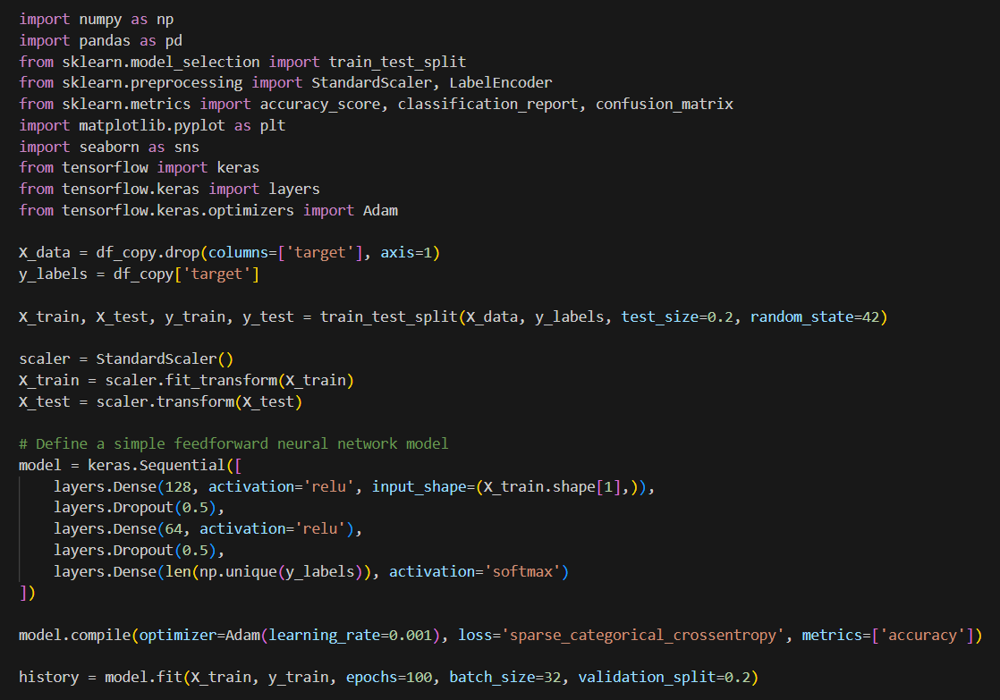 import numpy as np
import pandas as pd
from sklearn.model_selection import train_test_split
from sklearn.preprocessing import StandardScaler, LabelEncoder
from sklearn.metrics import accuracy_score, classification_report, confusion_matrix
import matplotlib.pyplot as plt
import seaborn as sns
from tensorflow import keras
from tensorflow.keras import layers
from tensorflow.keras.optimizers import Adam

X_data = df_copy.drop(columns=['target'], axis=1)
y_labels = df_copy['target']

X_train, X_test, y_train, y_test = train_test_split(X_data, y_labels, test_size=0.2, random_state=42)

scaler = StandardScaler()
X_train = scaler.fit_transform(X_train)
X_test = scaler.transform(X_test)

# Define a simple feedforward neural network model
model = keras.Sequential([
    layers.Dense(128, activation='relu', input_shape=(X_train.shape[1],)),
    layers.Dropout(0.5),
    layers.Dense(64, activation='relu'),
    layers.Dropout(0.5),
    layers.Dense(len(np.unique(y_labels)), activation='softmax')
])

model.compile(optimizer=Adam(learning_rate=0.001), loss='sparse_categorical_crossentropy', metrics=['accuracy'])

history = model.fit(X_train, y_train, epochs=100, batch_size=32, validation_split=0.2)